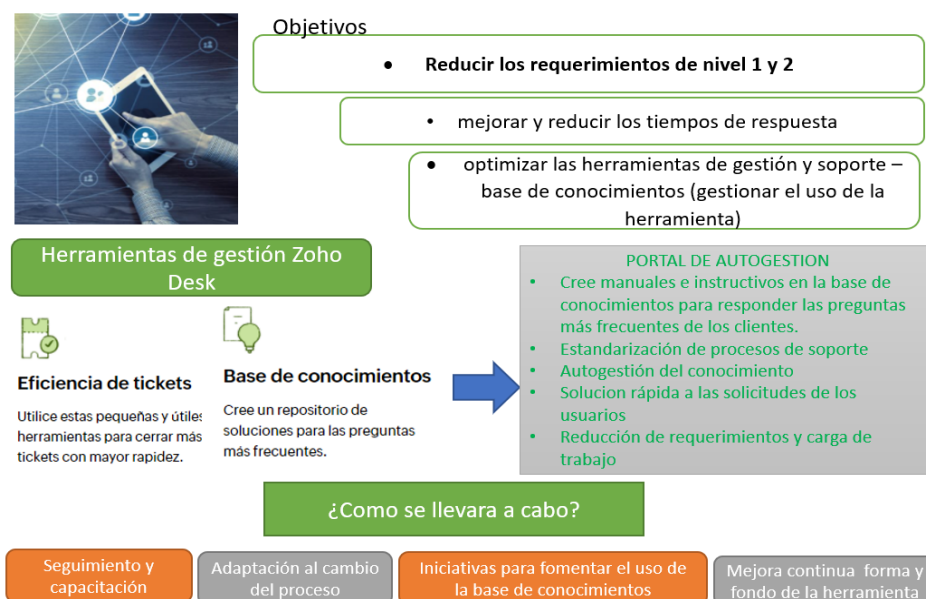 Objetivos
• Reducir los requerimientos de nivel 1 y 2
• mejorar y reducir los tiempos de respuesta
• optimizar las herramientas de gestión y soporte –
base de conocimientos (gestionar el uso de la
herramienta)
Herramientas de gestión Zoho
Desk
Eficiencia de tickets
Utilice estas pequeñas y útiles
herramientas para cerrar más
tickets con mayor rapidez.
Base de conocimientos
Cree un repositorio de
soluciones para las preguntas
más frecuentes.
PORTAL DE AUTOGESTION
• Cree manuales e instructivos en la base de
conocimientos para responder las preguntas
más frecuentes de los clientes.
• Estandarización de procesos de soporte
• Autogestión del conocimiento
• Solucion rápida a las solicitudes de los
usuarios
• Reducción de requerimientos y carga de
trabajo
¿Como se llevara a cabo?
Seguimiento y
capacitación
Adaptación al cambio
del proceso
Iniciativas para fomentar el uso de
la base de conocimientos
Mejora continua forma y
fondo de la herramienta